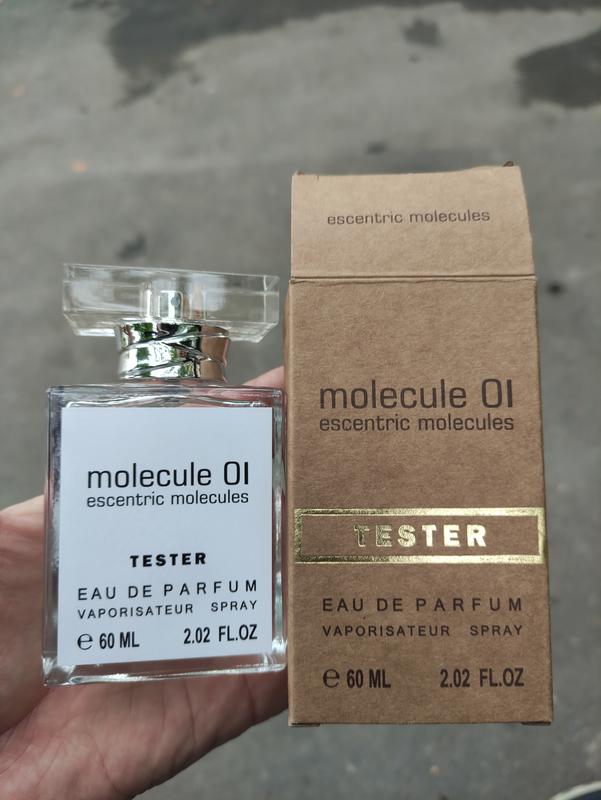 molecule 01
escentric molecules
TESTER
EAU DE PARFUM
VAPORISATEUR SPRAY
℮ 60 ML 2.02 FL.OZ
escentric molecules
molecule 01
escentric molecules
TESTER
EAU DE PARFUM
VAPORISATEUR SPRAY
℮ 60 ML 2.02 FL.OZ